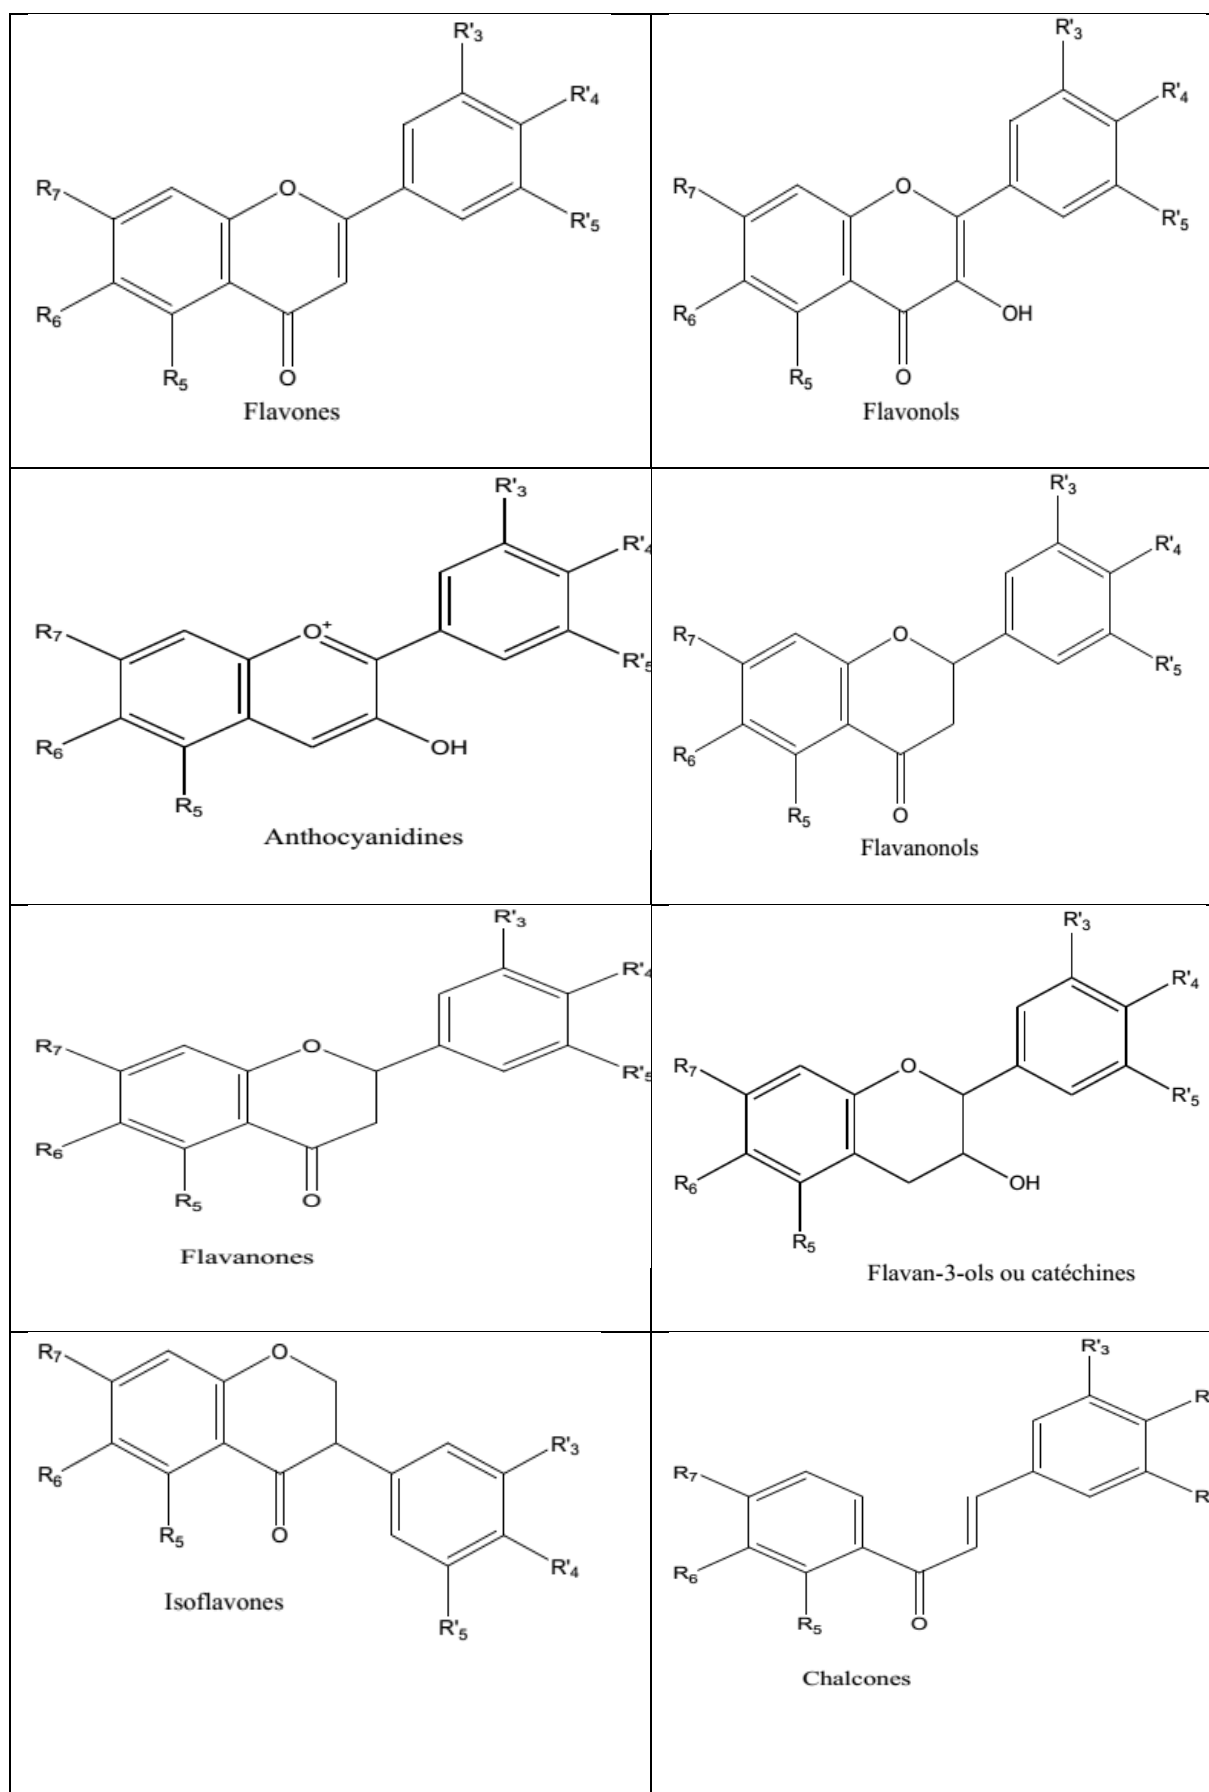 R'3
R'4
R7
O
R'5
R6
R5
O
Flavones
R'3
R'4
R7
O
R'5
R6
OH
R5
O
Flavonols
R'3
R'4
R7
O+
R'5
R6
OH
R5
Anthocyanidines
R'3
R'4
R7
O
R'5
R6
R5
O
Flavanonols
R'3
R'4
R7
O
R'5
R6
R5
O
Flavanones
R'3
R'4
R7
O
R'5
R6
OH
R5
Flavan-3-ols ou catéchines
R7
O
R'3
R6
R5
O
R'4
Isoflavones
R'5
R'3
R
R7
R
R6
R5
O
Chalcones